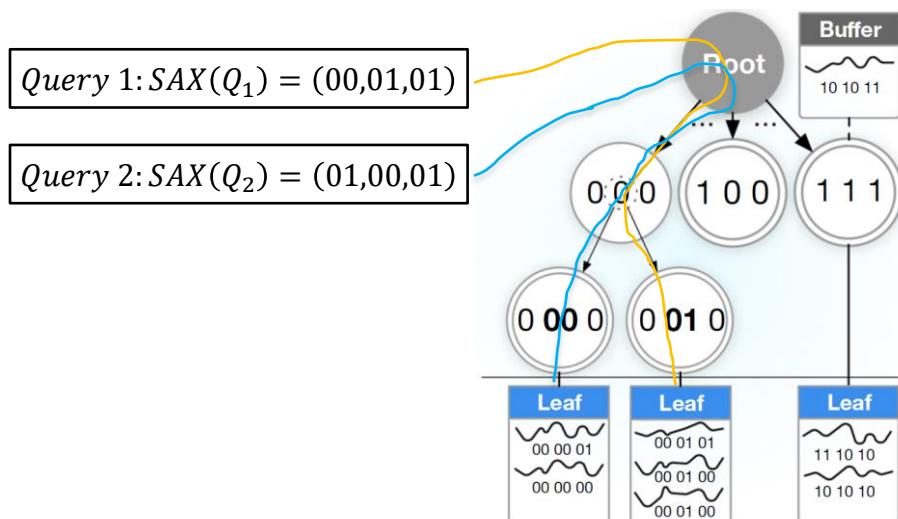 Buffer
10 10 11
Root
Query 1: SAX(Q₁) = (00,01,01)
Query 2: SAX(Q₂) = (01,00,01)
... ...
0 0 0
1 0 0
1 1 1
0 00 0
0 01 0
Leaf
00 00 01
00 00 00
Leaf
00 01 01
00 01 00
00 01 00
Leaf
11 10 10
10 10 10